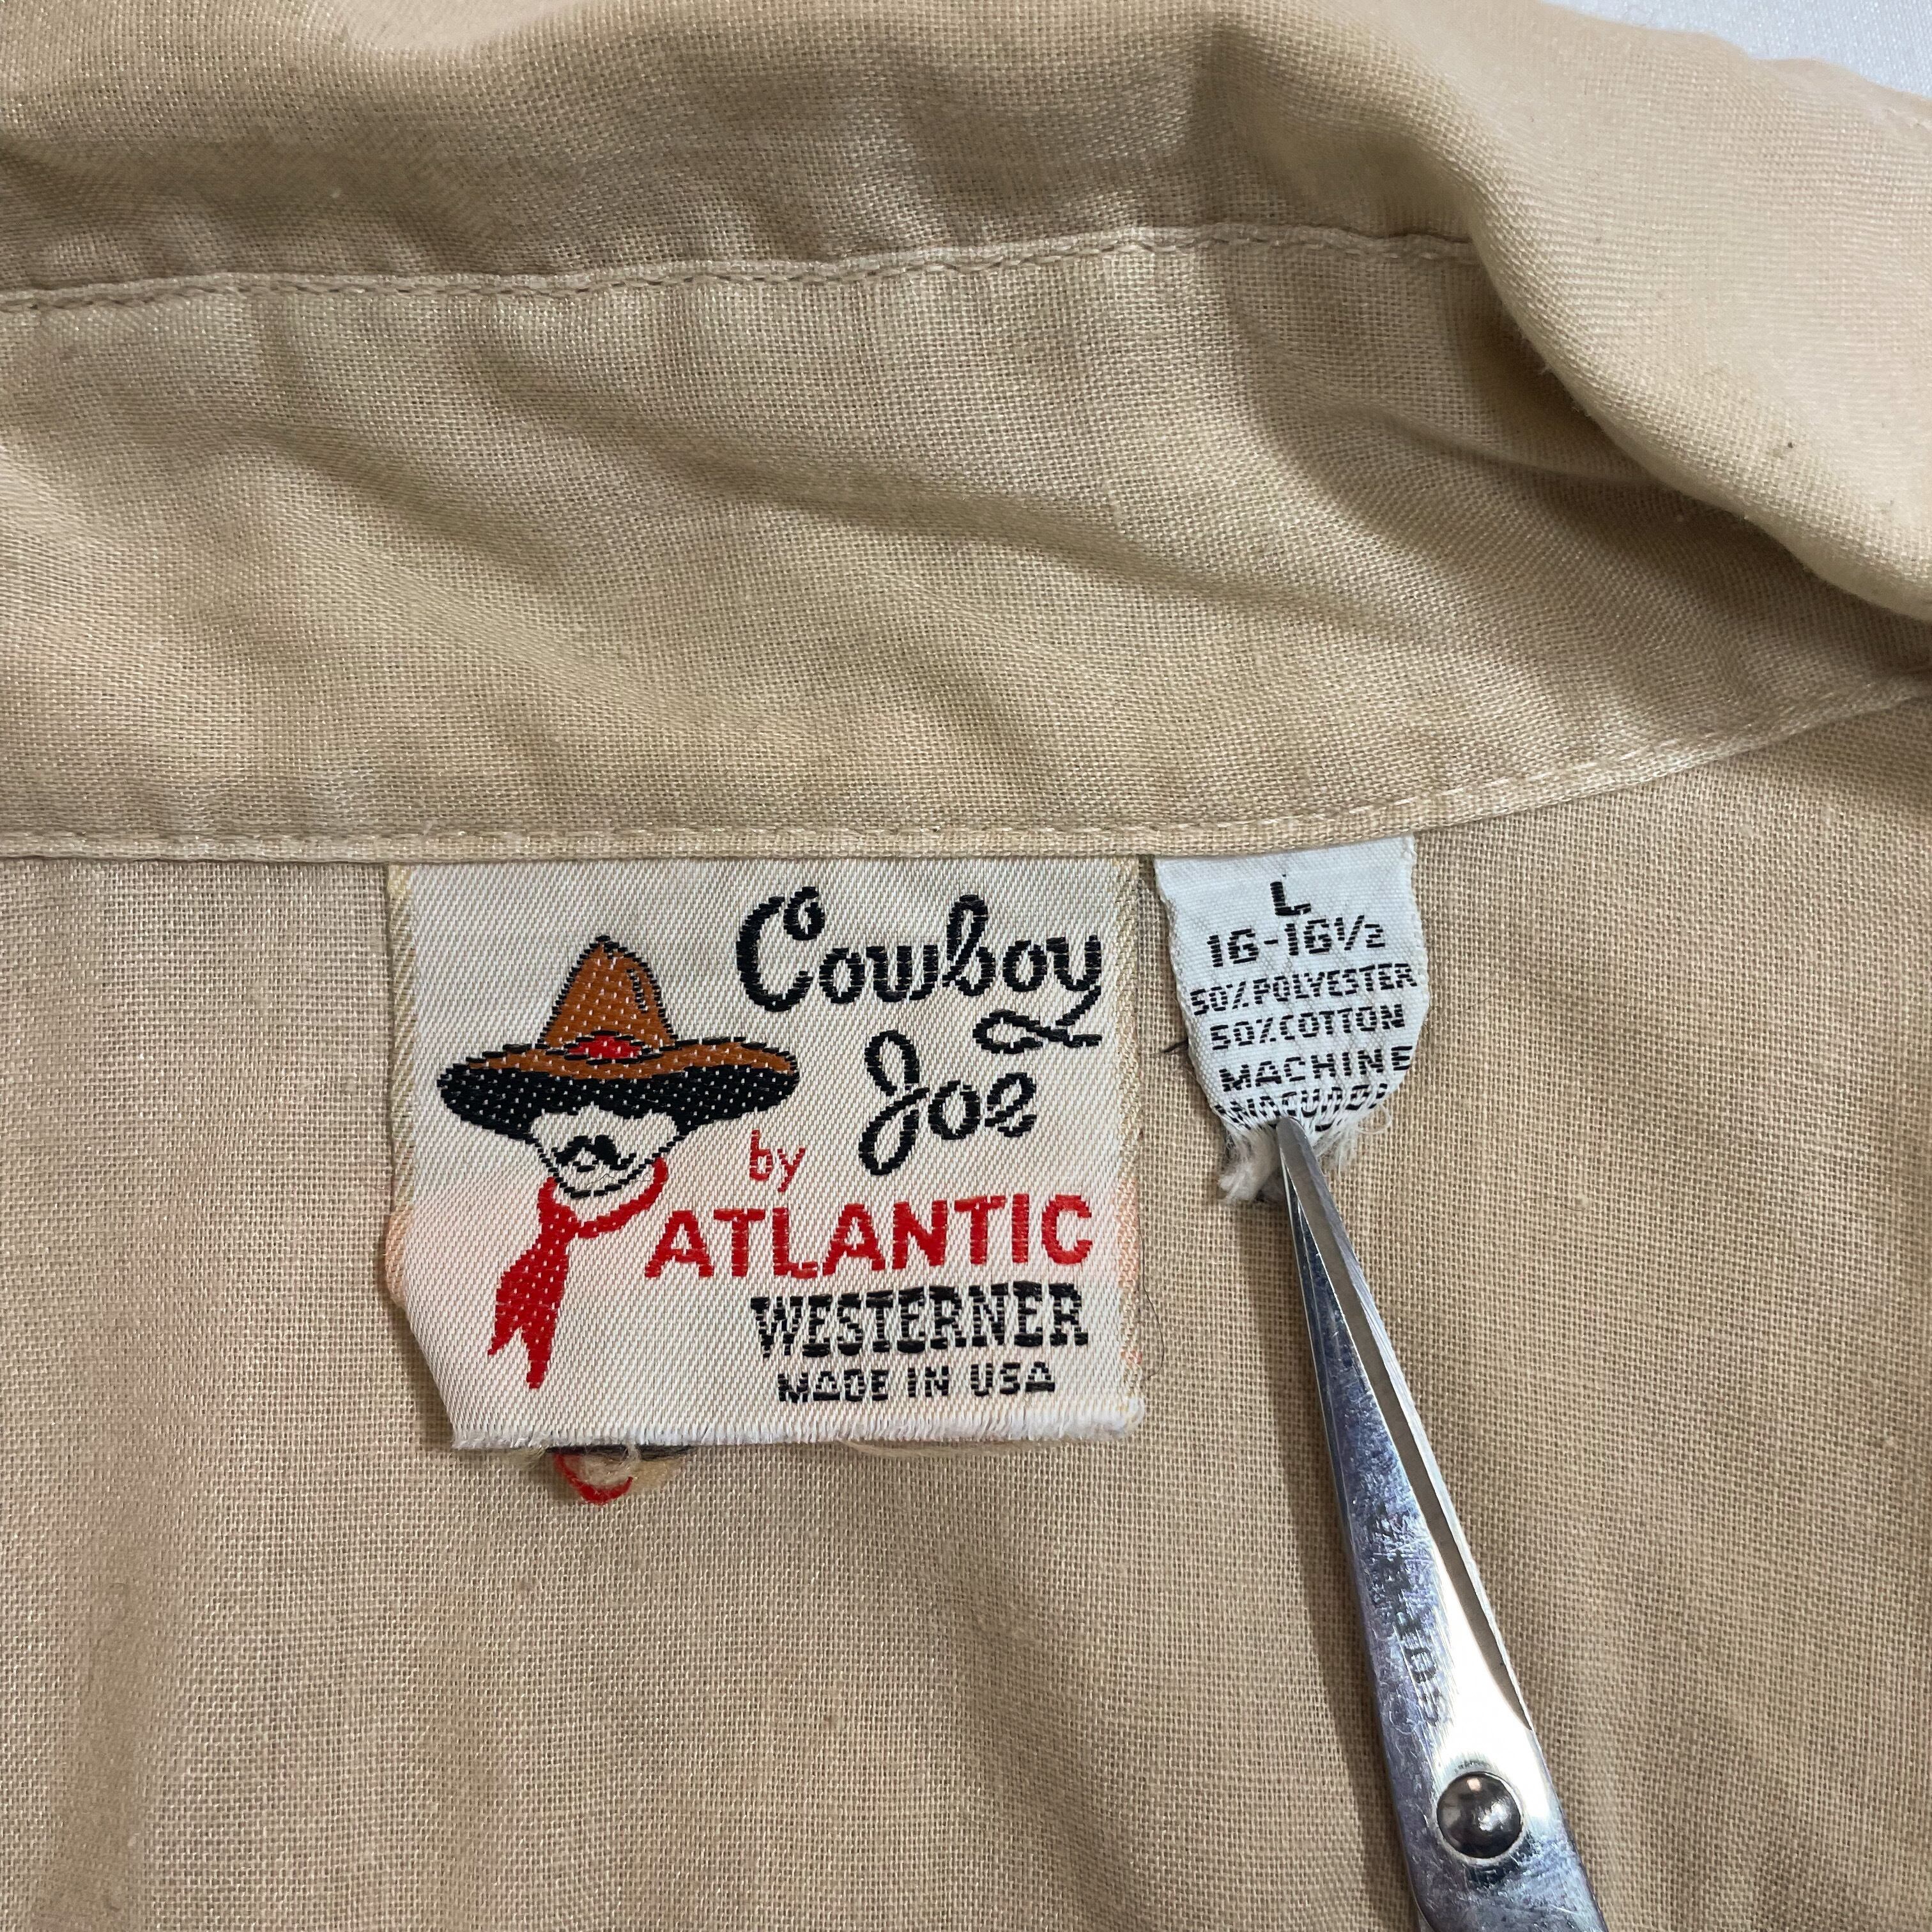 Cowboy
Joe
by
ATLANTIC
WESTERNER
MADE IN USA
L
16-16½
50% POLYESTER
50% COTTON
MACHINE